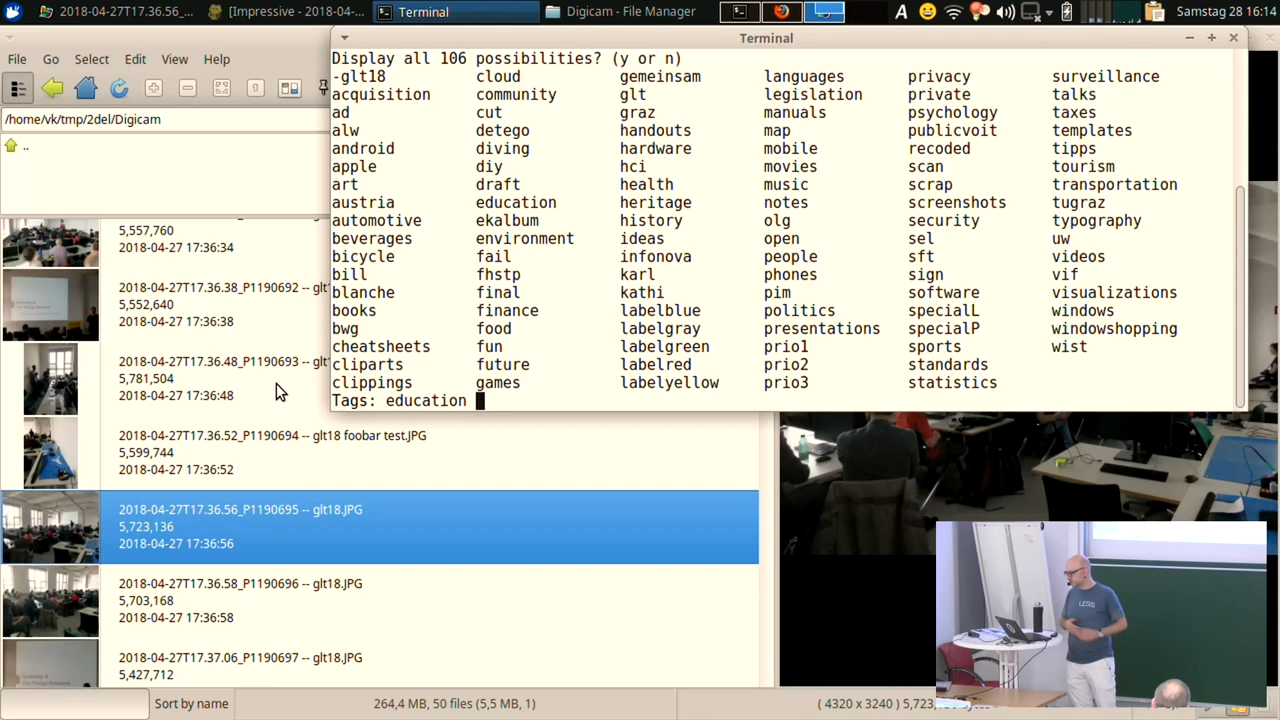 2018-04-27T17.36.56_... [Impressive - 2018-04-... Terminal Digicam - File Manager A Samstag 28 16:14
Terminal
File Go Select Edit View Help
/home/vk/tmp/2del/Digicam
..
5,557,760
2018-04-27 17:36:34
2018-04-27T17.36.38_P1190692 -- glt
5,552,640
2018-04-27 17:36:38
2018-04-27T17.36.48_P1190693 -- glt
5,781,504
2018-04-27 17:36:48
2018-04-27T17.36.52_P1190694 -- glt18 foobar test.JPG
5,599,744
2018-04-27 17:36:52
2018-04-27T17.36.56_P1190695 -- glt18.JPG
5,723,136
2018-04-27 17:36:56
2018-04-27T17.36.58_P1190696 -- glt18.JPG
5,703,168
2018-04-27 17:36:58
2018-04-27T17.37.06_P1190697 -- glt18.JPG
5,427,712
Display all 106 possibilities? (y or n)
-glt18 cloud gemeinsam languages privacy surveillance
acquisition community glt legislation private talks
ad cut graz manuals psychology taxes
alw detego handouts map publicvoit templates
android diving hardware mobile recoded tipps
apple diy hci movies scan tourism
art draft health music scrap transportation
austria education heritage notes screenshots tugraz
automotive ekalbum history olg security typography
beverages environment ideas open sel uw
bicycle fail infonova people sft videos
bill fhstp karl phones sign vif
blanche final kathi pim software visualizations
books finance labelblue politics specialL windows
bwg food labelgray presentations specialP windowshopping
cheatsheets fun labelgreen prio1 sports wist
cliparts future labelred prio2 standards
clippings games labelyellow prio3 statistics
Tags: education
LESS
Sort by name 264,4 MB, 50 files (5,5 MB, 1) ( 4320 x 3240 )